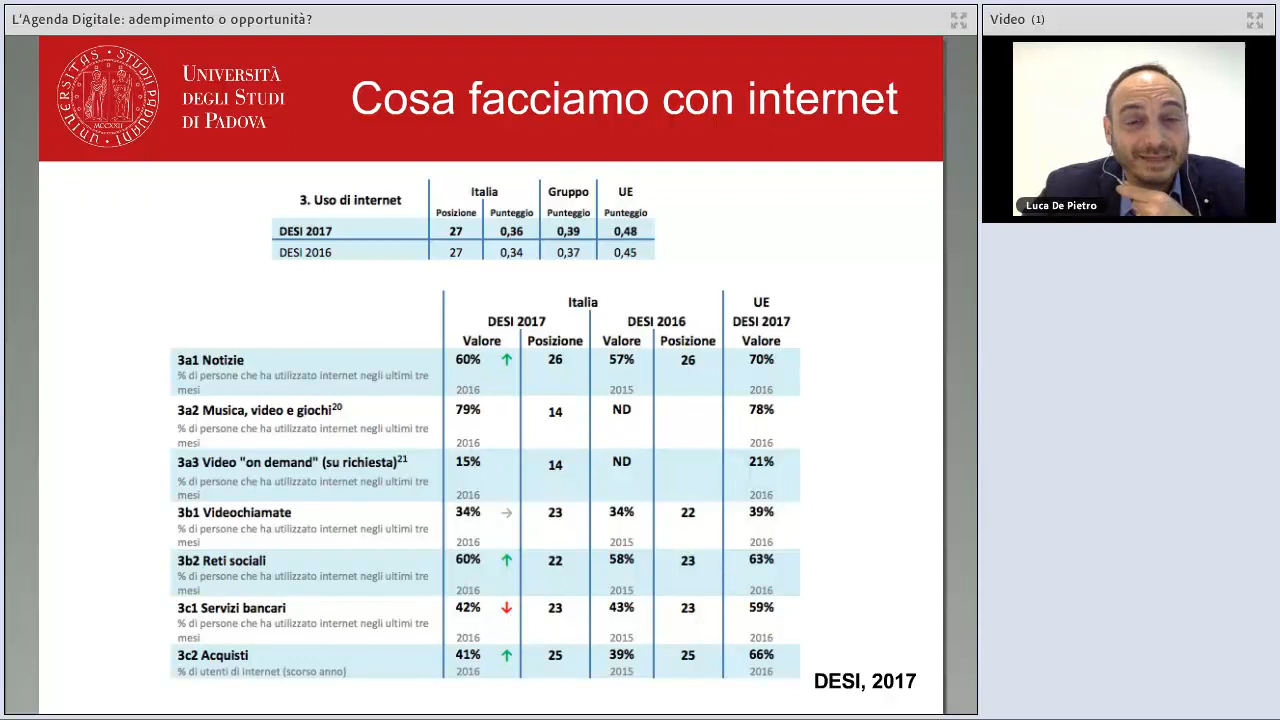 L'Agenda Digitale: adempimento o opportunità?
Video (1)
UNIVERSITAS STUDII PADUANI
MCCXXII
UNIVERSITÀ
DEGLI STUDI
DI PADOVA
Cosa facciamo con internet
Luca De Pietro
3. Uso di internet Italia Gruppo UE
Posizione Punteggio Punteggio Punteggio
DESI 2017 27 0,36 0,39 0,48
DESI 2016 27 0,34 0,37 0,45
Italia UE
DESI 2017 DESI 2016 DESI 2017
Valore Posizione Valore Posizione Valore
3a1 Notizie 60% ↑ 26 57% 26 70%
% di persone che ha utilizzato internet negli ultimi tre
mesi 2016 2015 2016
3a2 Musica, video e giochi20 79% 14 ND 78%
% di persone che ha utilizzato internet negli ultimi tre
mesi 2016 2016
3a3 Video "on demand" (su richiesta)21 15% 14 ND 21%
% di persone che ha utilizzato internet negli ultimi tre
mesi 2016 2016
3b1 Videochiamate 34% → 23 34% 22 39%
% di persone che ha utilizzato internet negli ultimi tre
mesi 2016 2015 2016
3b2 Reti sociali 60% ↑ 22 58% 23 63%
% di persone che ha utilizzato internet negli ultimi tre
mesi 2016 2015 2016
3c1 Servizi bancari 42% ↓ 23 43% 23 59%
% di persone che ha utilizzato internet negli ultimi tre
mesi 2016 2015 2016
3c2 Acquisti 41% ↑ 25 39% 25 66%
% di utenti di internet (scorso anno) 2016 2015 2016
DESI, 2017